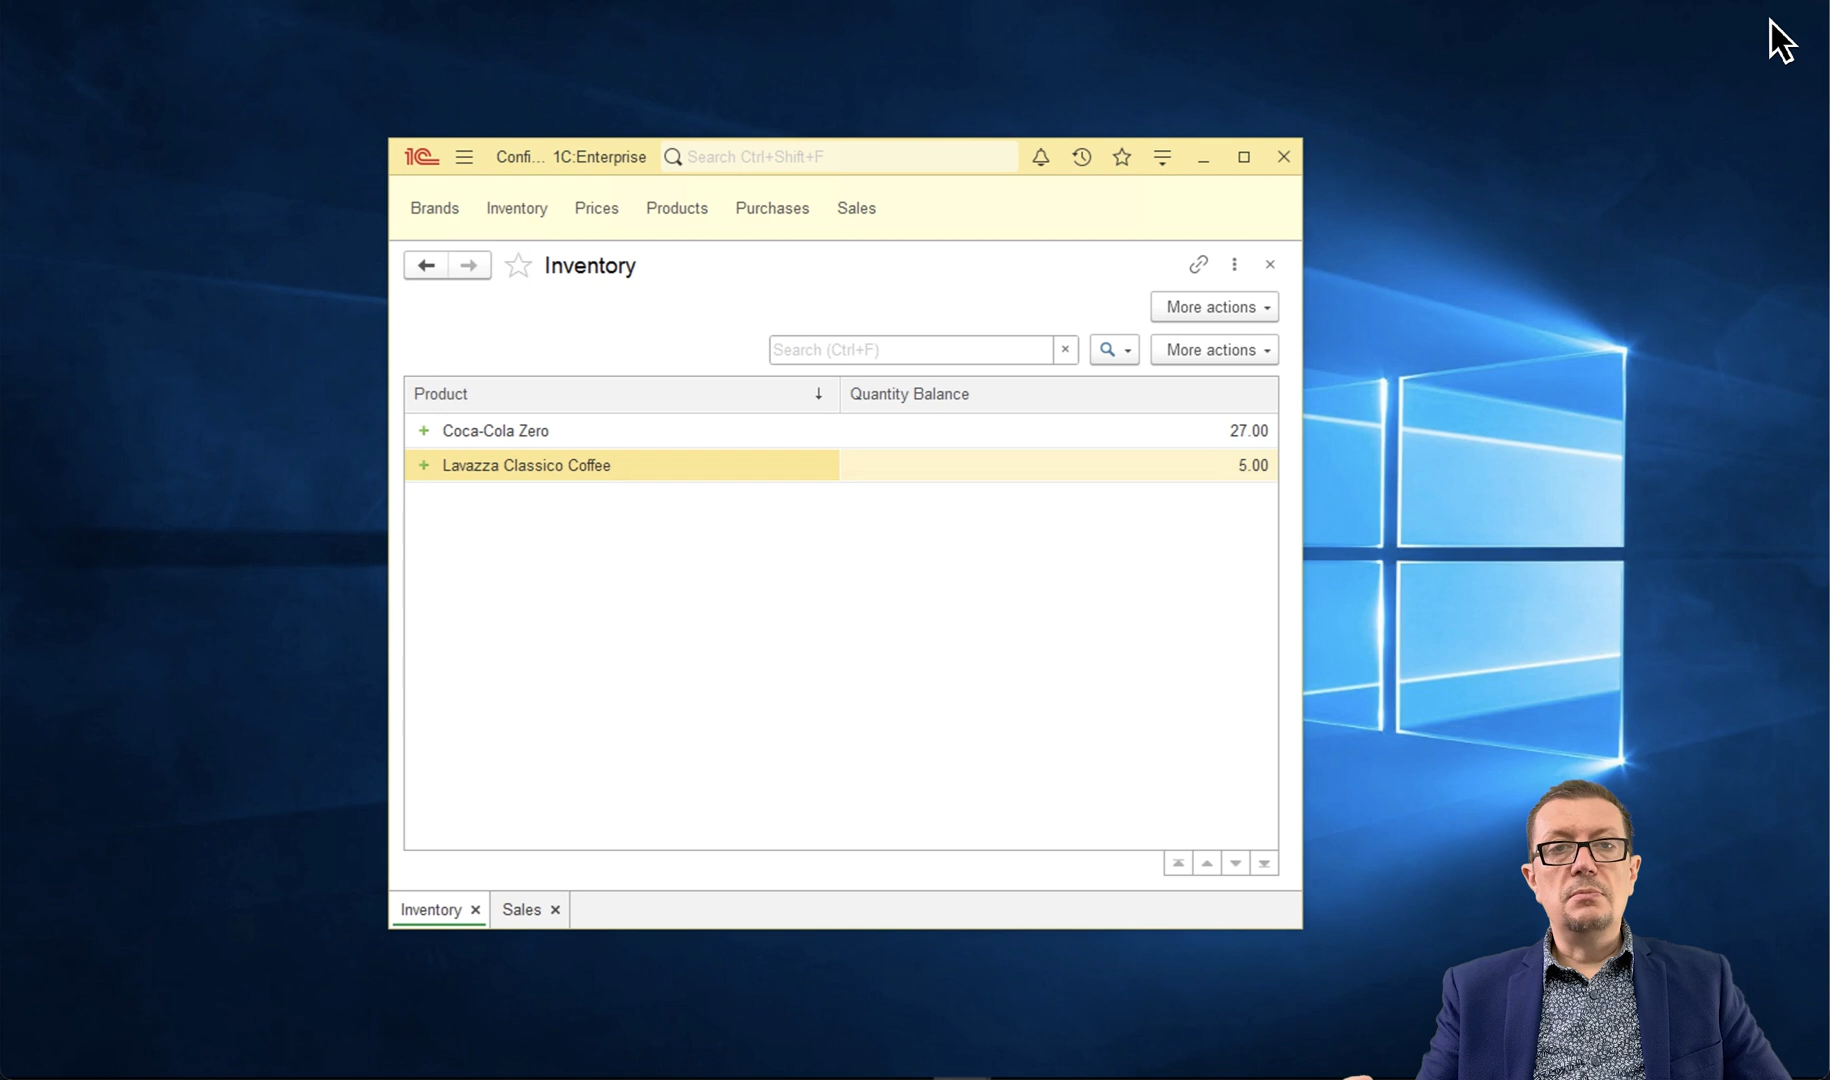 1C Confi... 1C:Enterprise Search Ctrl+Shift+F
Brands Inventory Prices Products Purchases Sales
Inventory
More actions
Search (Ctrl+F) × More actions
Product ↓ Quantity Balance
+ Coca-Cola Zero 27.00
+ Lavazza Classico Coffee 5.00
Inventory × Sales ×